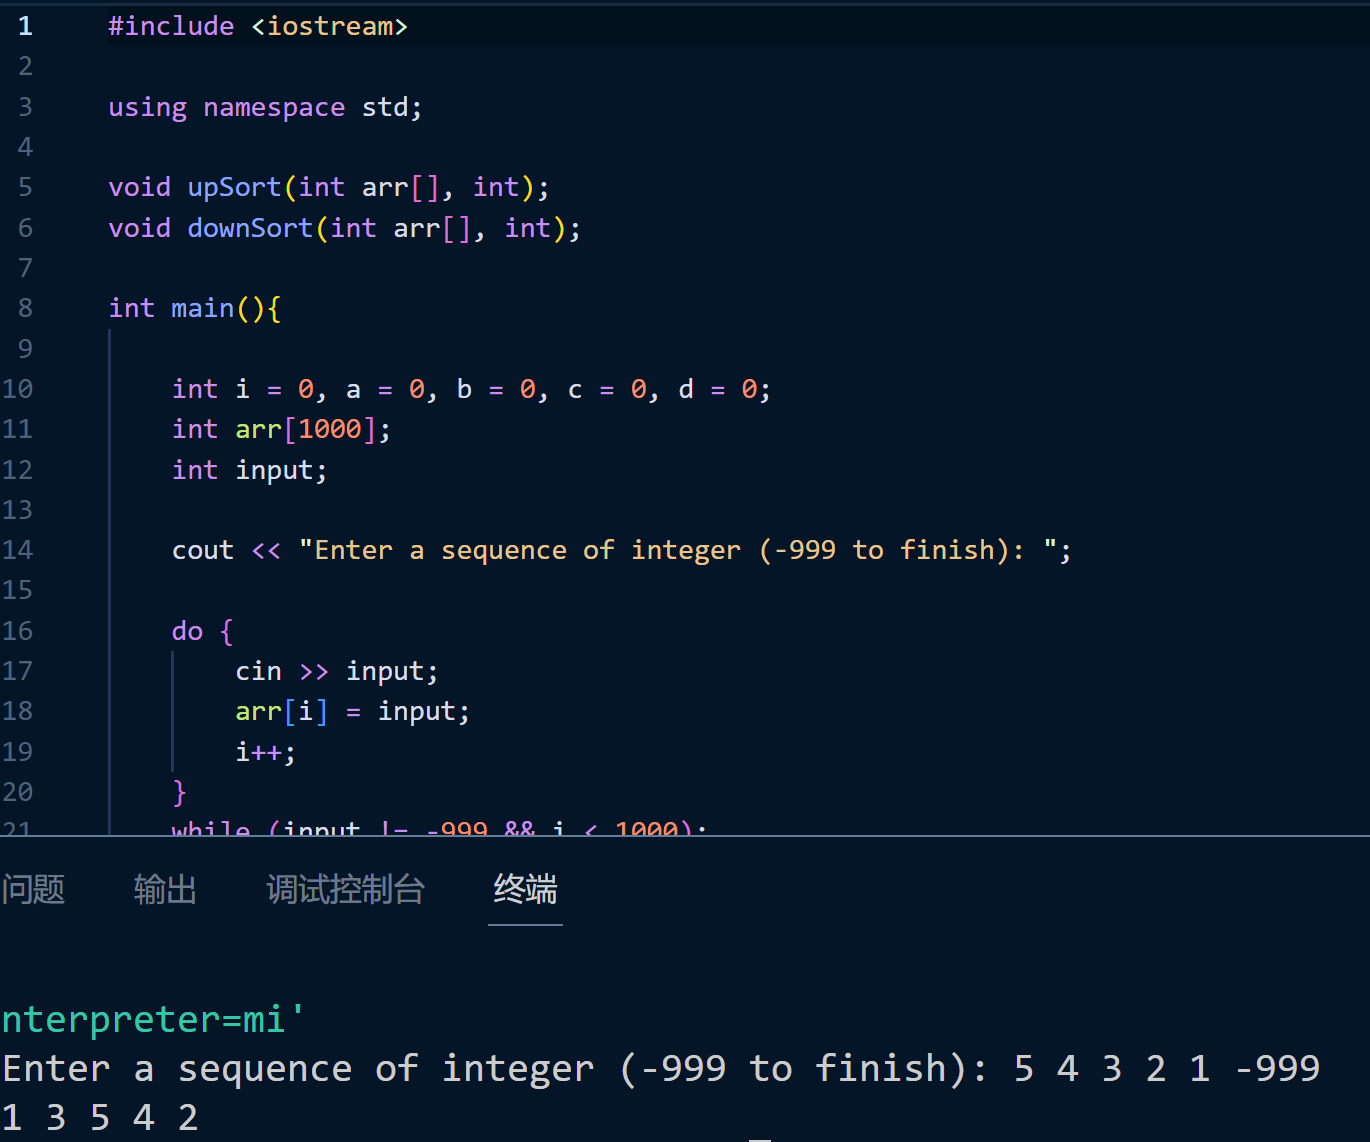 1 #include <iostream>
2
3 using namespace std;
4
5 void upSort(int arr[], int);
6 void downSort(int arr[], int);
7
8 int main(){
9
10 int i = 0, a = 0, b = 0, c = 0, d = 0;
11 int arr[1000];
12 int input;
13
14 cout << "Enter a sequence of integer (-999 to finish): ";
15
16 do {
17 cin >> input;
18 arr[i] = input;
19 i++;
20 }
21 while (input != -999 && i < 1000);
问题 输出 调试控制台 终端
nterpreter=mi'
Enter a sequence of integer (-999 to finish): 5 4 3 2 1 -999
1 3 5 4 2